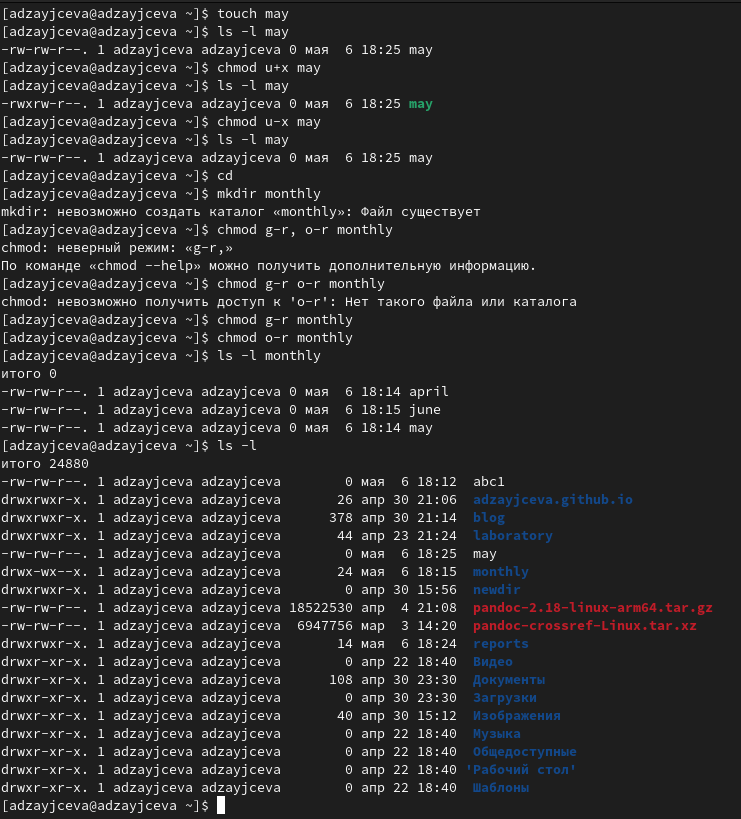 [adzayjceva@adzayjceva ~]$ touch may
[adzayjceva@adzayjceva ~]$ ls -l may
-rw-rw-r--. 1 adzayjceva adzayjceva 0 мая  6 18:25 may
[adzayjceva@adzayjceva ~]$ chmod u+x may
[adzayjceva@adzayjceva ~]$ ls -l may
-rwxrw-r--. 1 adzayjceva adzayjceva 0 мая  6 18:25 may
[adzayjceva@adzayjceva ~]$ chmod u-x may
[adzayjceva@adzayjceva ~]$ ls -l may
-rw-rw-r--. 1 adzayjceva adzayjceva 0 мая  6 18:25 may
[adzayjceva@adzayjceva ~]$ cd
[adzayjceva@adzayjceva ~]$ mkdir monthly
mkdir: невозможно создать каталог «monthly»: Файл существует
[adzayjceva@adzayjceva ~]$ chmod g-r, o-r monthly
chmod: неверный режим: «g-r,»
По команде «chmod --help» можно получить дополнительную информацию.
[adzayjceva@adzayjceva ~]$ chmod g-r o-r monthly
chmod: невозможно получить доступ к 'o-r': Нет такого файла или каталога
[adzayjceva@adzayjceva ~]$ chmod g-r monthly
[adzayjceva@adzayjceva ~]$ chmod o-r monthly
[adzayjceva@adzayjceva ~]$ ls -l monthly
итого 0
-rw-rw-r--. 1 adzayjceva adzayjceva 0 мая  6 18:14 april
-rw-rw-r--. 1 adzayjceva adzayjceva 0 мая  6 18:15 june
-rw-rw-r--. 1 adzayjceva adzayjceva 0 мая  6 18:14 may
[adzayjceva@adzayjceva ~]$ ls -l
итого 24880
-rw-rw-r--. 1 adzayjceva adzayjceva        0 мая  6 18:12  abc1
drwxrwxr-x. 1 adzayjceva adzayjceva       26 апр 30 21:06  adzayjceva.github.io
drwxrwxr-x. 1 adzayjceva adzayjceva      378 апр 30 21:14  blog
drwxrwxr-x. 1 adzayjceva adzayjceva       44 апр 23 21:24  laboratory
-rw-rw-r--. 1 adzayjceva adzayjceva        0 мая  6 18:25  may
drwx-wx--x. 1 adzayjceva adzayjceva       24 мая  6 18:15  monthly
drwxrwxr-x. 1 adzayjceva adzayjceva        0 апр 30 15:56  newdir
-rw-rw-r--. 1 adzayjceva adzayjceva 18522530 апр  4 21:08  pandoc-2.18-linux-arm64.tar.gz
-rw-rw-r--. 1 adzayjceva adzayjceva  6947756 мар  3 14:20  pandoc-crossref-Linux.tar.xz
drwxrwxr-x. 1 adzayjceva adzayjceva       14 мая  6 18:24  reports
drwxr-xr-x. 1 adzayjceva adzayjceva        0 апр 22 18:40  Видео
drwxr-xr-x. 1 adzayjceva adzayjceva      108 апр 30 23:30  Документы
drwxr-xr-x. 1 adzayjceva adzayjceva        0 апр 30 23:30  Загрузки
drwxr-xr-x. 1 adzayjceva adzayjceva       40 апр 30 15:12  Изображения
drwxr-xr-x. 1 adzayjceva adzayjceva        0 апр 22 18:40  Музыка
drwxr-xr-x. 1 adzayjceva adzayjceva        0 апр 22 18:40  Общедоступные
drwxr-xr-x. 1 adzayjceva adzayjceva        0 апр 22 18:40 'Рабочий стол'
drwxr-xr-x. 1 adzayjceva adzayjceva        0 апр 22 18:40  Шаблоны
[adzayjceva@adzayjceva ~]$